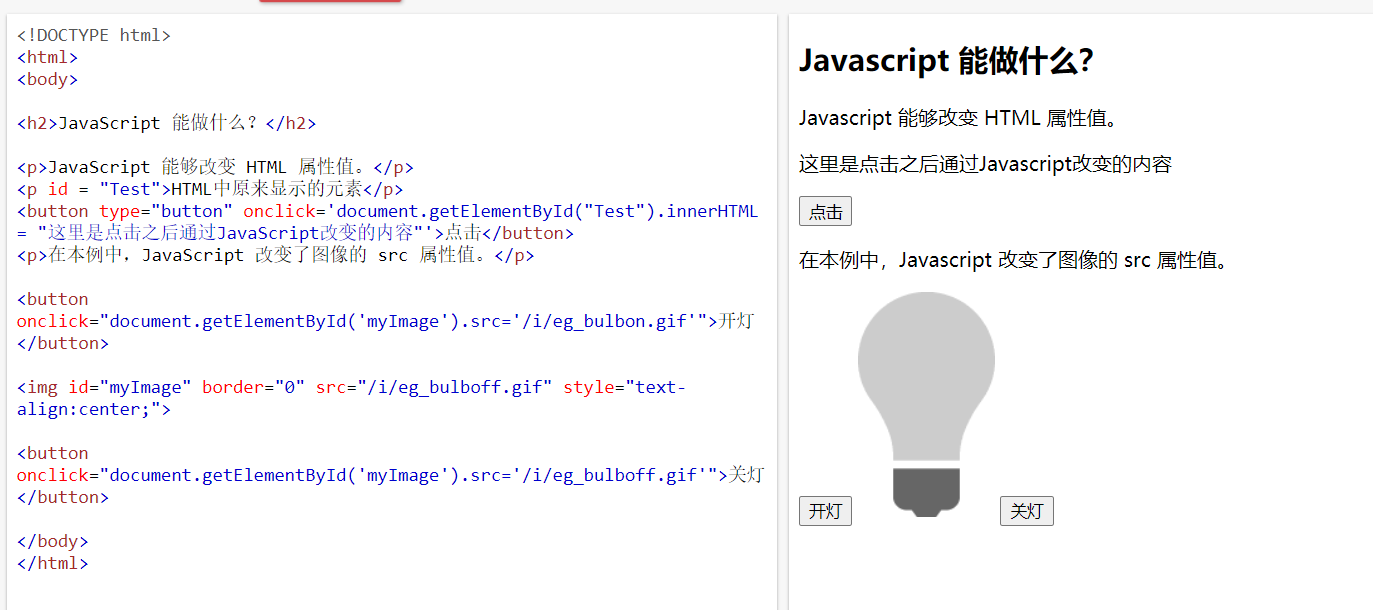 <!DOCTYPE html>
<html>
<body>
<h2>JavaScript 能做什么？</h2>
<p>JavaScript 能够改变 HTML 属性值。</p>
<p id = "Test">HTML中原来显示的元素</p>
<button type="button" onclick='document.getElementById("Test").innerHTML
= "这里是点击之后通过JavaScript改变的内容"'>点击</button>
<p>在本例中，JavaScript 改变了图像的 src 属性值。</p>
<button
onclick="document.getElementById('myImage').src='/i/eg_bulbon.gif'">开灯
</button>
<img id="myImage" border="0" src="/i/eg_bulboff.gif" style="text-
align:center;">
<button
onclick="document.getElementById('myImage').src='/i/eg_bulboff.gif'">关灯
</button>
</body>
</html>
Javascript 能做什么？
Javascript 能够改变 HTML 属性值。
这里是点击之后通过Javascript改变的内容
点击
在本例中，Javascript 改变了图像的 src 属性值。
开灯 关灯